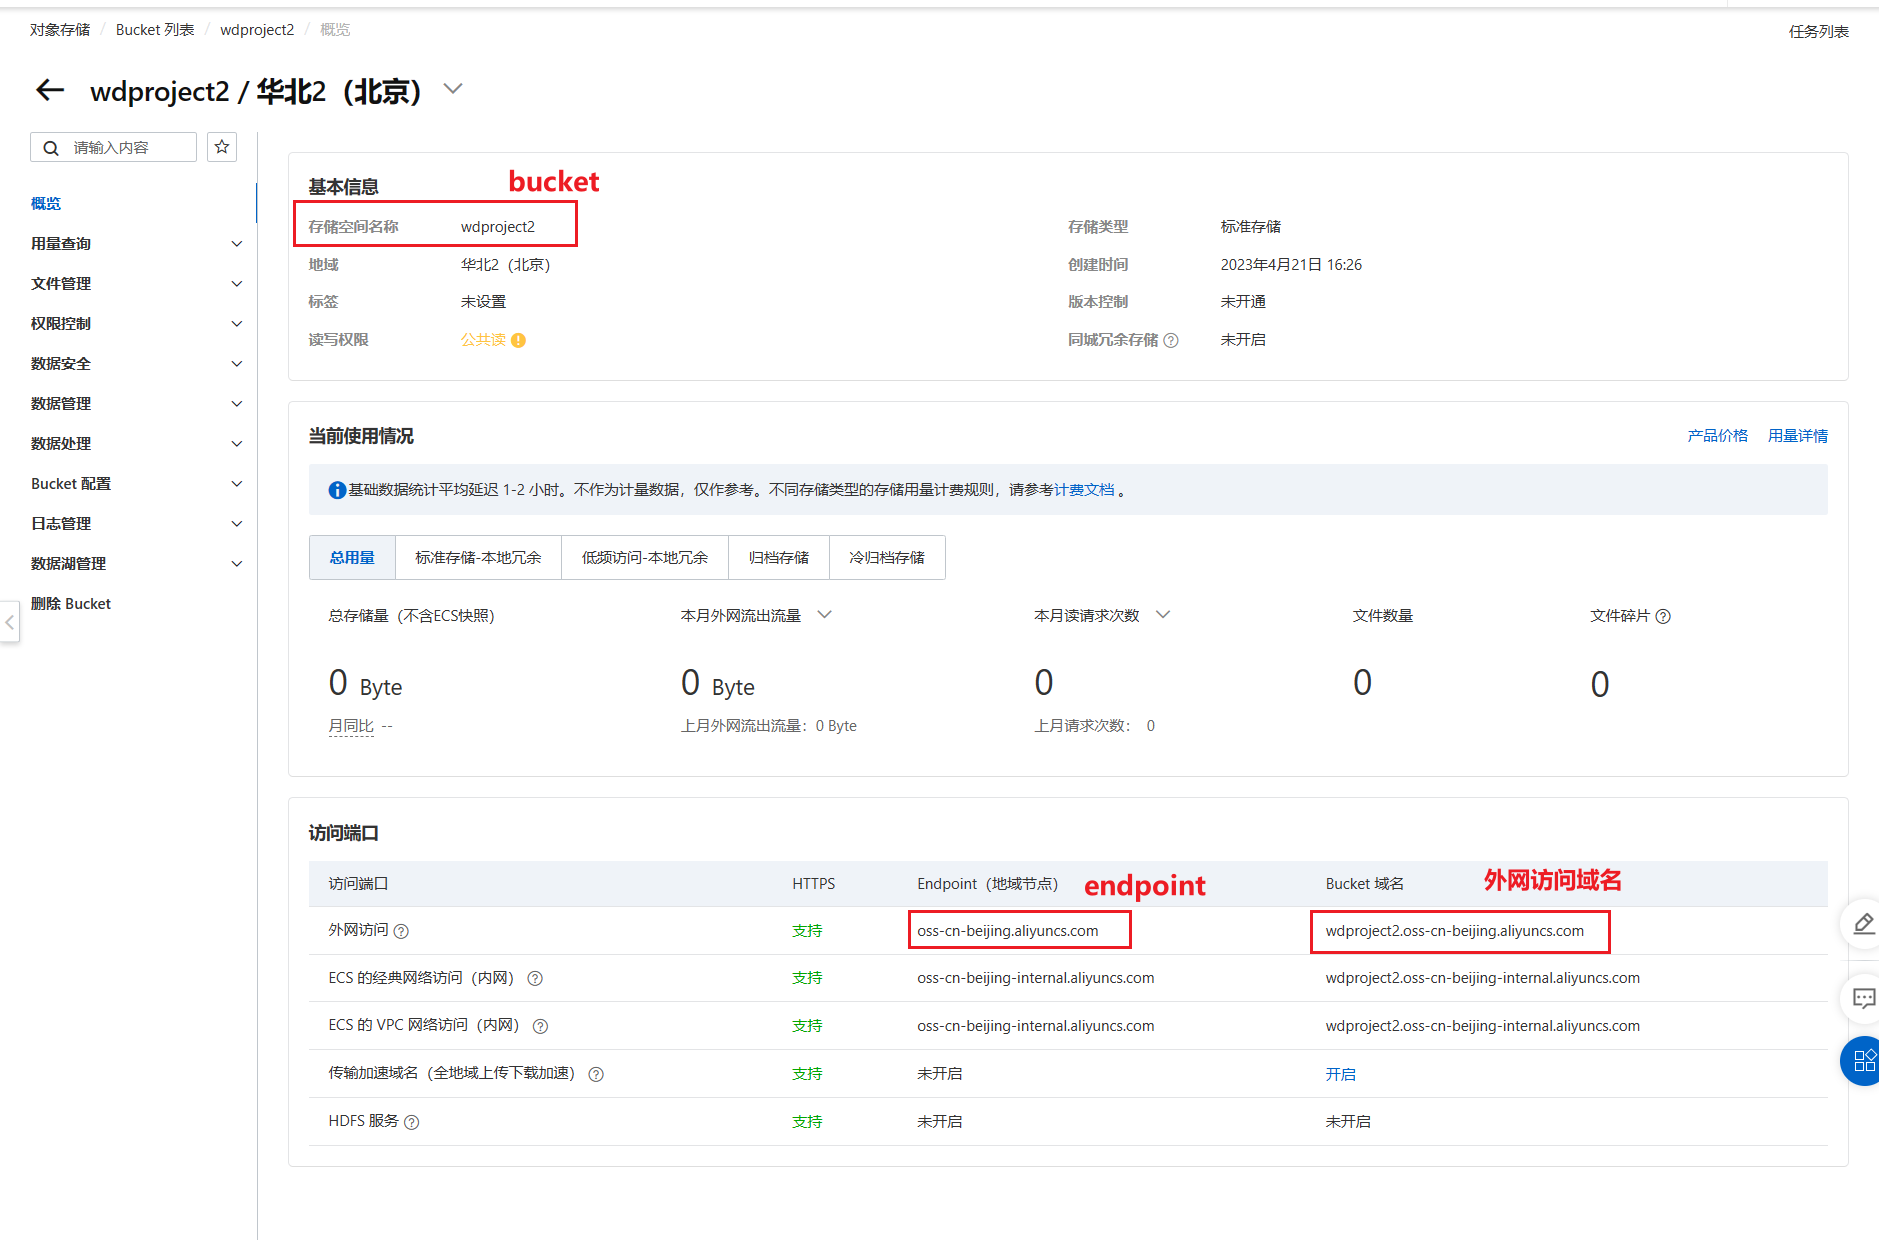 对象存储 / Bucket 列表 / wdproject2 / 概览
任务列表
wdproject2 / 华北2（北京）
请输入内容
概览
用量查询
文件管理
权限控制
数据安全
数据管理
数据处理
Bucket 配置
日志管理
数据湖管理
删除 Bucket
基本信息
bucket
存储空间名称 wdproject2
存储类型 标准存储
地域 华北2（北京）
创建时间 2023年4月21日 16:26
标签 未设置
版本控制 未开通
读写权限 公共读
同城冗余存储 未开启
当前使用情况
产品价格 用量详情
基础数据统计平均延迟 1-2 小时。不作为计量数据，仅作参考。不同存储类型的存储用量计费规则，请参考计费文档 。
总用量 标准存储-本地冗余 低频访问-本地冗余 归档存储 冷归档存储
总存储量（不含ECS快照） 本月外网流出流量 本月读请求次数 文件数量 文件碎片
0 Byte 0 Byte 0 0 0
月同比 -- 上月外网流出流量：0 Byte 上月请求次数： 0
访问端口
访问端口 HTTPS Endpoint（地域节点） endpoint Bucket 域名 外网访问域名
外网访问 支持 oss-cn-beijing.aliyuncs.com wdproject2.oss-cn-beijing.aliyuncs.com
ECS 的经典网络访问（内网） 支持 oss-cn-beijing-internal.aliyuncs.com wdproject2.oss-cn-beijing-internal.aliyuncs.com
ECS 的 VPC 网络访问（内网） 支持 oss-cn-beijing-internal.aliyuncs.com wdproject2.oss-cn-beijing-internal.aliyuncs.com
传输加速域名（全地域上传下载加速） 支持 未开启 开启
HDFS 服务 支持 未开启 未开启